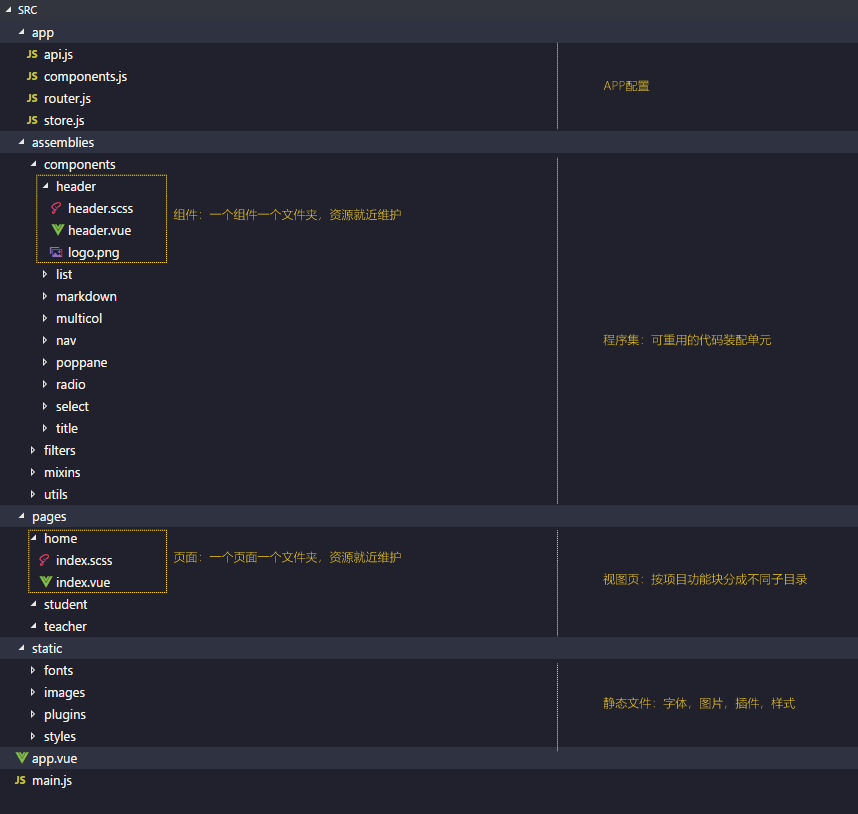 SRC
app
api.js
components.js
APP配置
router.js
store.js
assemblies
components
header
header.scss
组件：一个组件一个文件夹，资源就近维护
header.vue
logo.png
list
markdown
multicol
nav
程序集：可重用的代码装配单元
poppane
radio
select
title
filters
mixins
utils
pages
home
页面：一个页面一个文件夹，资源就近维护
index.scss
index.vue
视图页：按项目功能块分成不同子目录
student
teacher
static
fonts
images
静态文件：字体，图片，插件，样式
plugins
styles
app.vue
main.js